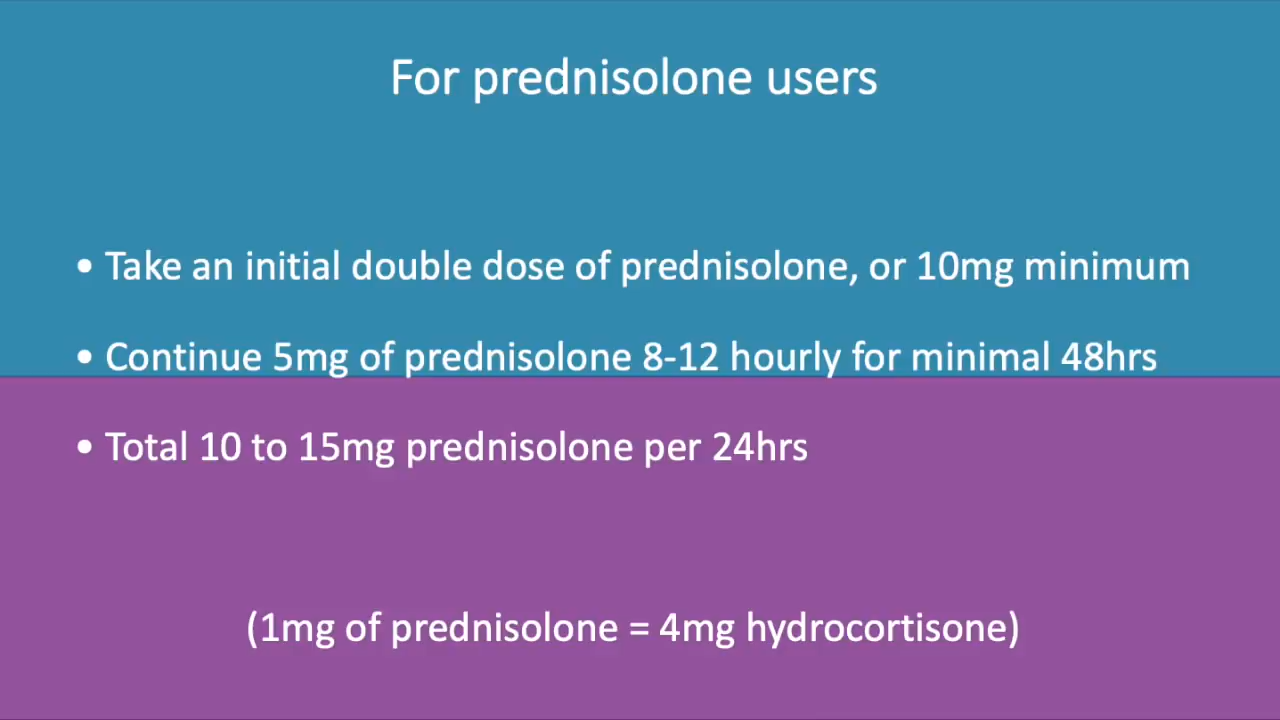 For prednisolone users
• Take an initial double dose of prednisolone, or 10mg minimum
• Continue 5mg of prednisolone 8-12 hourly for minimal 48hrs
• Total 10 to 15mg prednisolone per 24hrs
(1mg of prednisolone = 4mg hydrocortisone)